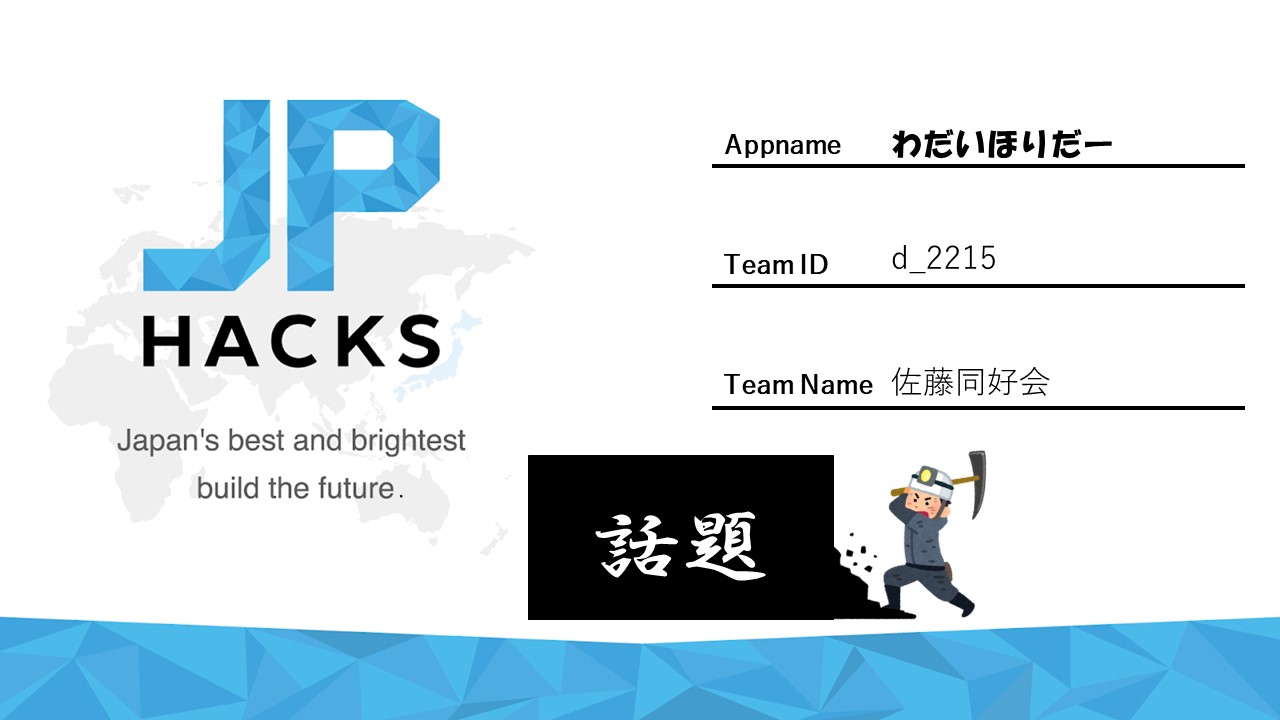 JP
HACKS
Japan's best and brightest
build the future.
Appname わだいほりだー
Team ID d_2215
Team Name 佐藤同好会
話題